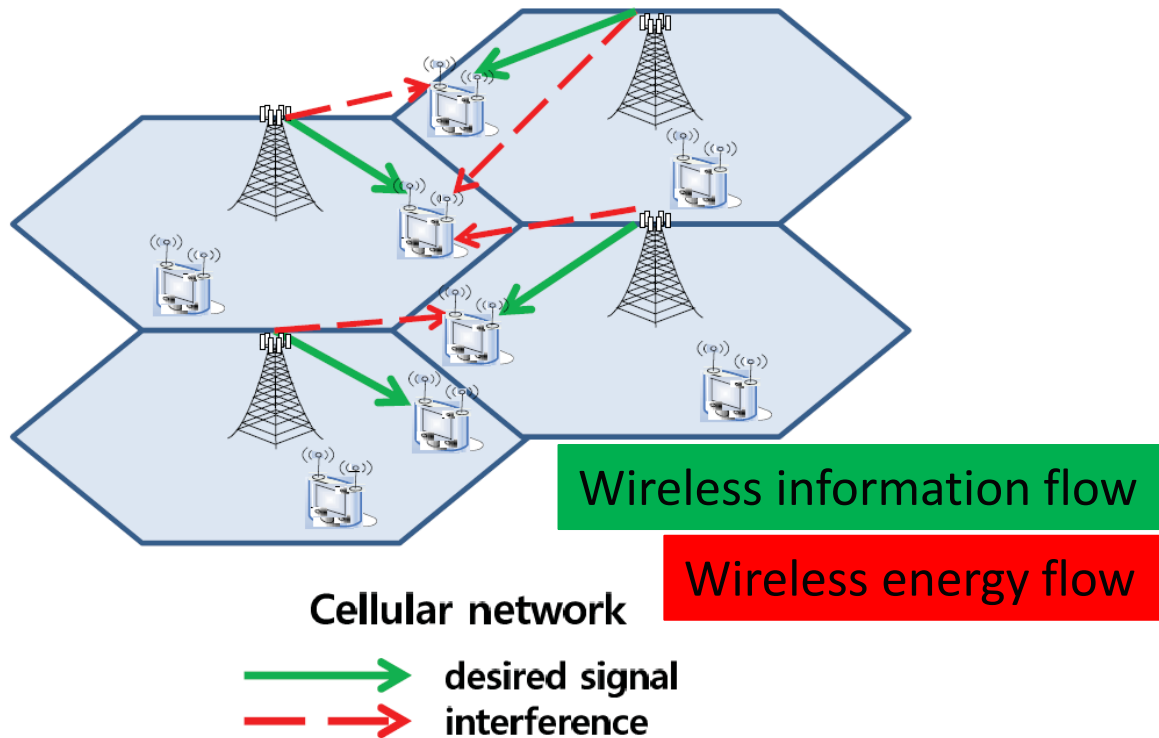 Wireless information flow
Wireless energy flow
Cellular network
desired signal
interference